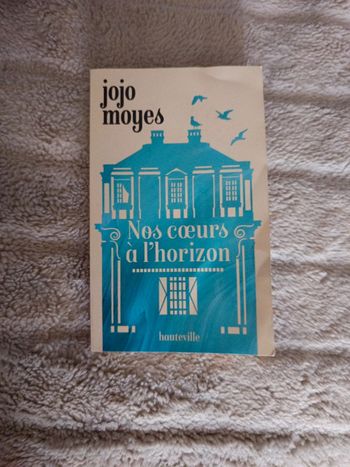 jojo
moyes
Nos cœurs
à l'horizon
hauteville